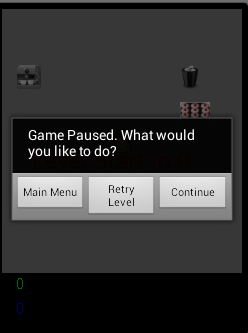 Game Paused. What would
you like to do?
Main Menu
Retry
Level
Continue
0
0